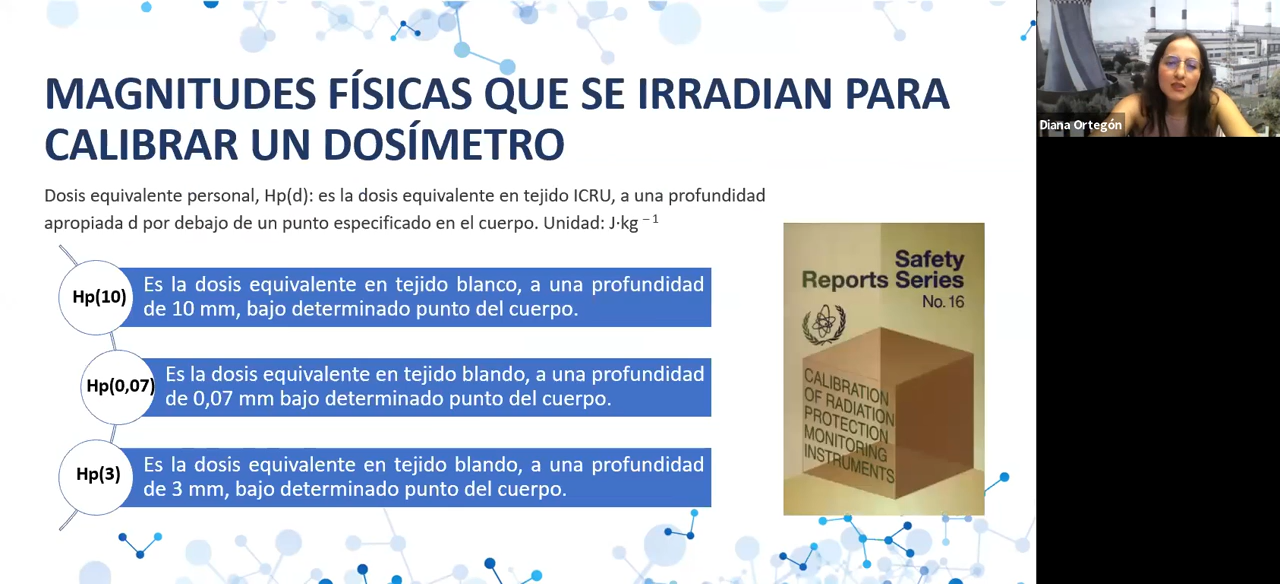 MAGNITUDES FÍSICAS QUE SE IRRADIAN PARA
CALIBRAR UN DOSÍMETRO
Dosis equivalente personal, Hp(d): es la dosis equivalente en tejido ICRU, a una profundidad
apropiada d por debajo de un punto especificado en el cuerpo. Unidad: J·kg ⁻¹
Hp(10)
Es la dosis equivalente en tejido blanco, a una profundidad
de 10 mm, bajo determinado punto del cuerpo.
Hp(0,07)
Es la dosis equivalente en tejido blando, a una profundidad
de 0,07 mm bajo determinado punto del cuerpo.
Hp(3)
Es la dosis equivalente en tejido blando, a una profundidad
de 3 mm, bajo determinado punto del cuerpo.
Safety
Reports Series
No. 16
CALIBRATION
OF RADIATION
PROTECTION
MONITORING
INSTRUMENTS
Diana Ortegón